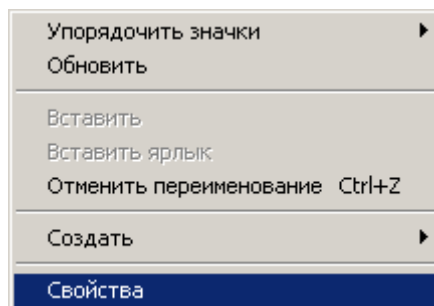 Упорядочить значки
Обновить
Вставить
Вставить ярлык
Отменить переименование Ctrl+Z
Создать
Свойства